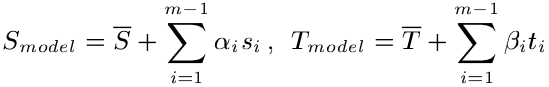 S_{model} = \overline{S} + \sum_{i=1}^{m-1} \alpha_i s_i , T_{model} = \overline{T} + \sum_{i=1}^{m-1} \beta_i t_i